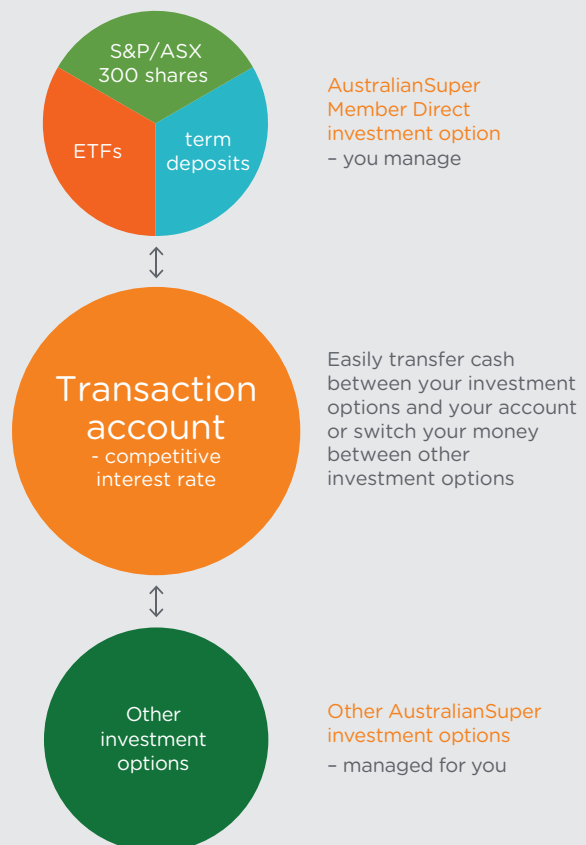 S&P/ASX
300 shares
ETFs
term
deposits
AustralianSuper
Member Direct
investment option
– you manage
Transaction
account
- competitive
interest rate
Easily transfer cash
between your investment
options and your account
or switch your money
between other
investment options
Other
investment
options
Other AustralianSuper
investment options
– managed for you